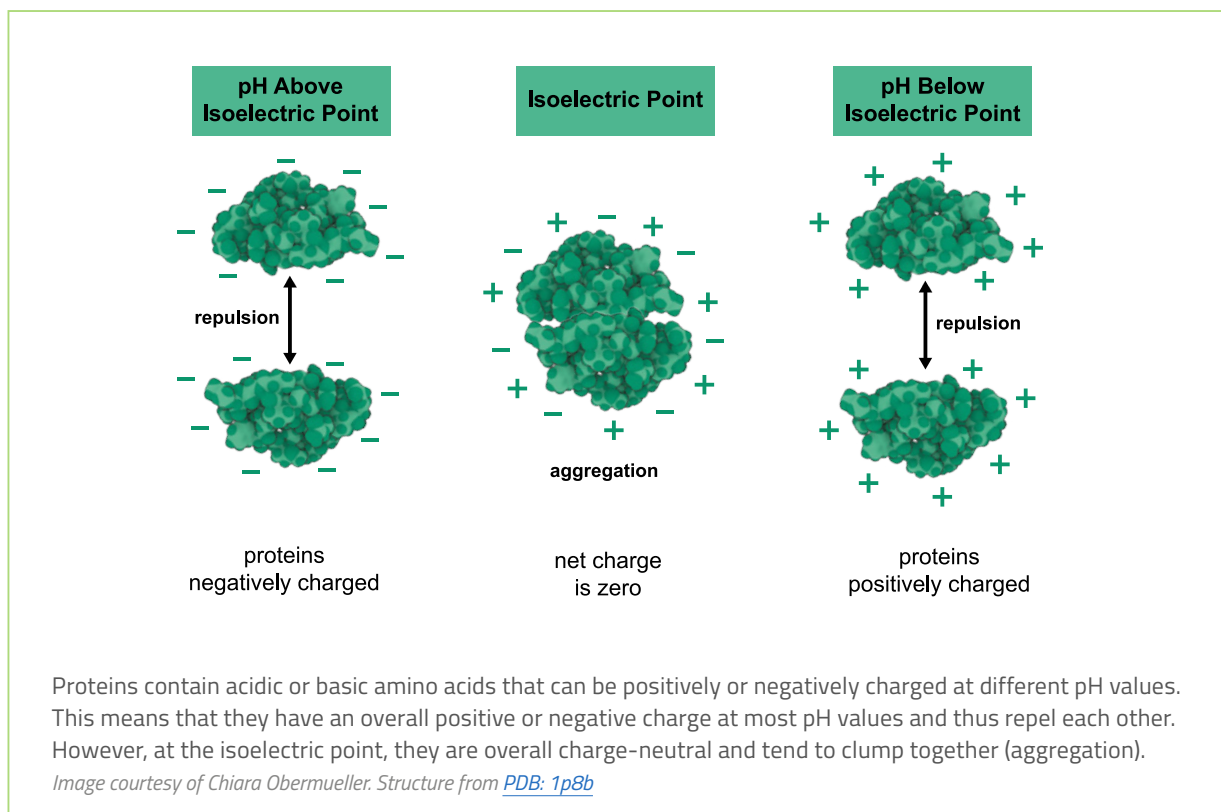 pH Above
Isoelectric Point
Isoelectric Point
pH Below
Isoelectric Point
repulsion
repulsion
aggregation
proteins
negatively charged
net charge
is zero
proteins
positively charged
Proteins contain acidic or basic amino acids that can be positively or negatively charged at different pH values.
This means that they have an overall positive or negative charge at most pH values and thus repel each other.
However, at the isoelectric point, they are overall charge-neutral and tend to clump together (aggregation).
Image courtesy of Chiara Obermueller. Structure from PDB: 1p8b